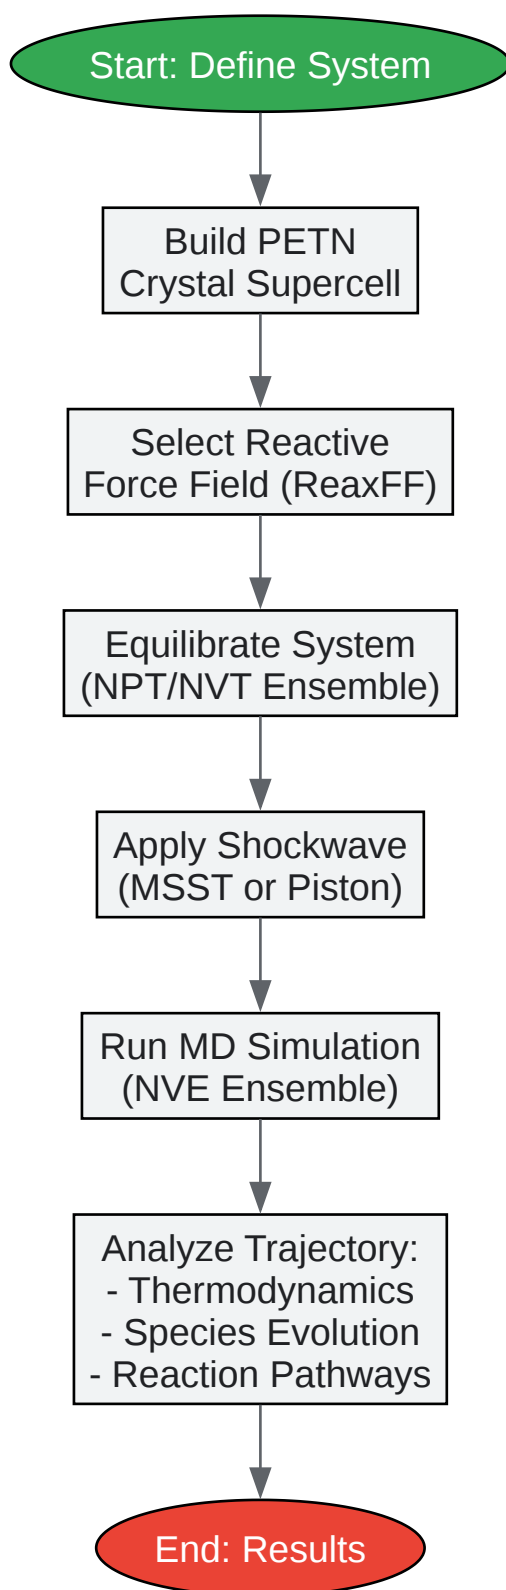 Start: Define System
Build PETN
Crystal Supercell
Select Reactive
Force Field (ReaxFF)
Equilibrate System
(NPT/NVT Ensemble)
Apply Shockwave
(MSST or Piston)
Run MD Simulation
(NVE Ensemble)
Analyze Trajectory:
- Thermodynamics
- Species Evolution
- Reaction Pathways
End: Results